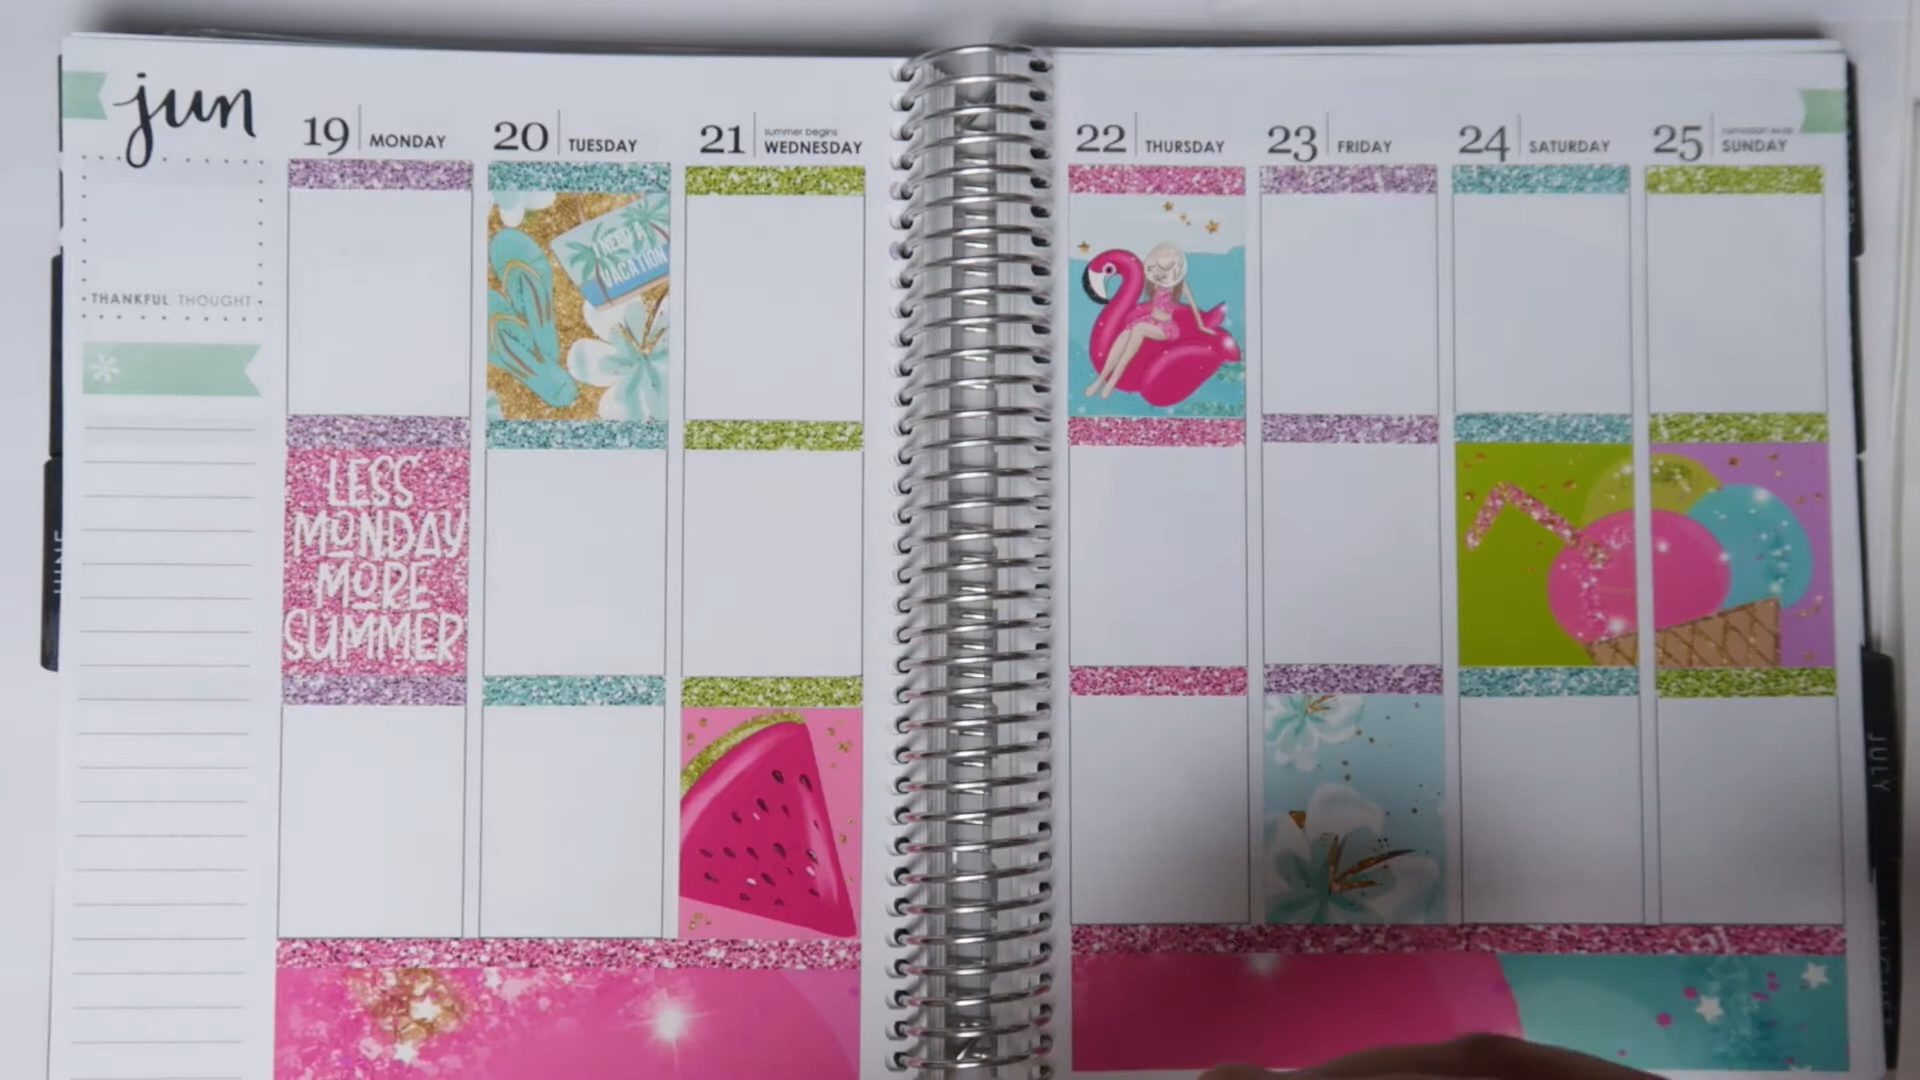 jun
19 MONDAY
20 TUESDAY
21 summer begins
WEDNESDAY
22 THURSDAY
23 FRIDAY
24 SATURDAY
25 SUNDAY
THANKFUL THOUGHT
I NEED A
VACATION
LESS
MONDAY
MORE
SUMMER
JUNE
JULY
AUGUST